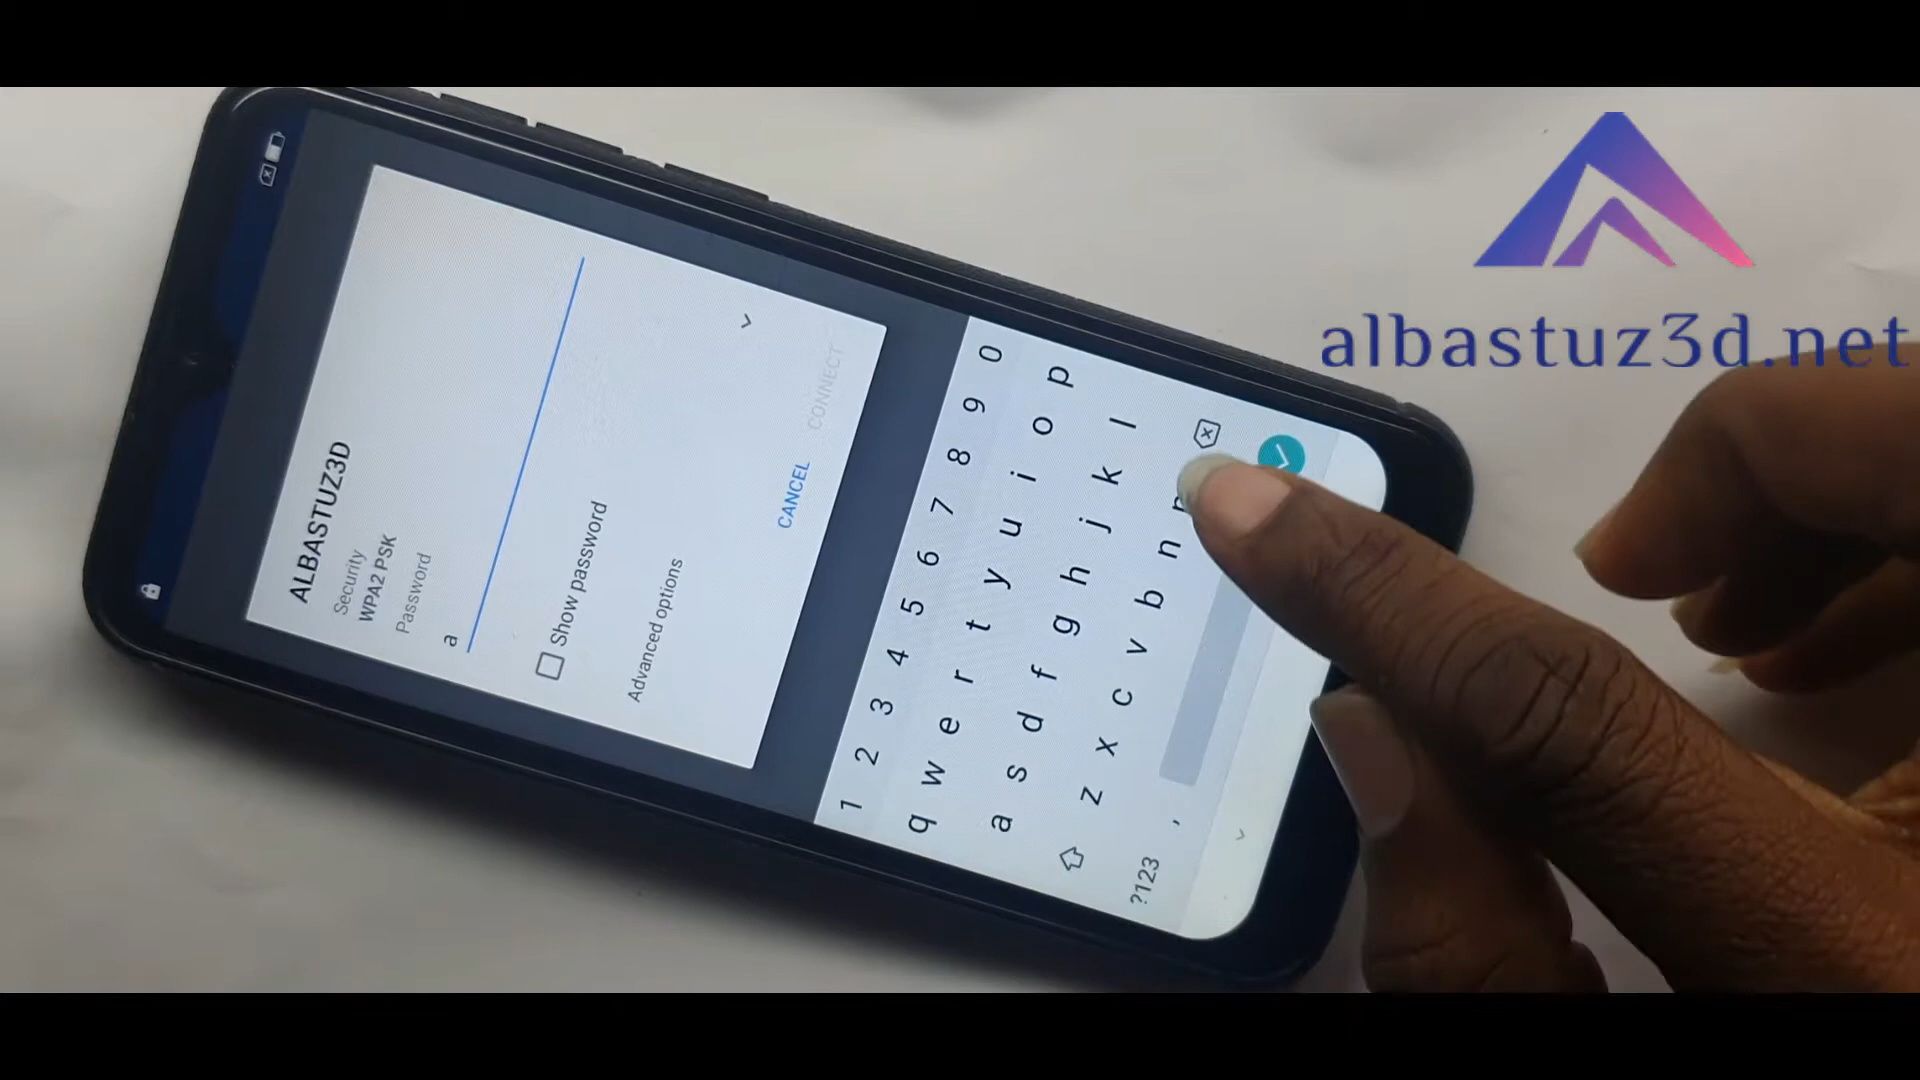 albastuz3d.net
ALBASTUZ3D
Security
WPA2 PSK
Password
a
Show password
Advanced options
CANCEL CONNECT
1 2 3 4 5 6 7 8 9 0
q w e r t y u i o p
a s d f g h j k l
z x c v b n
?123 ,